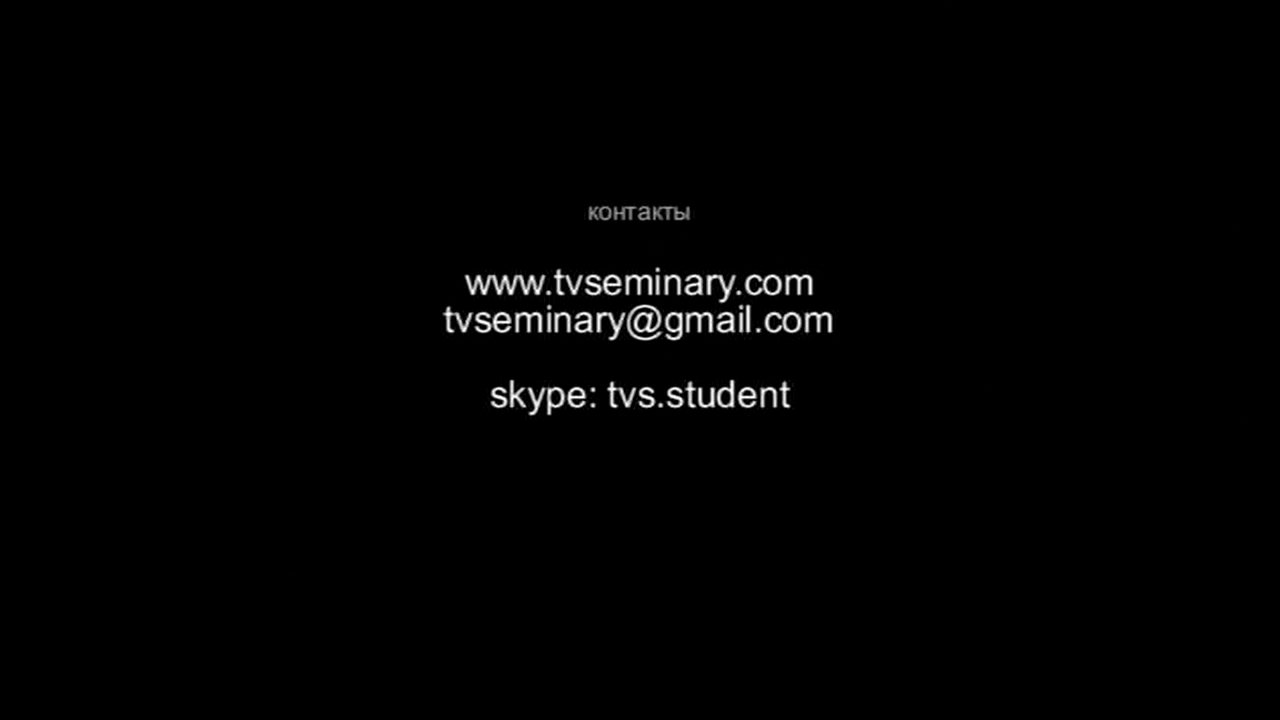 контакты
www.tvseminary.com
tvseminary@gmail.com
skype: tvs.student